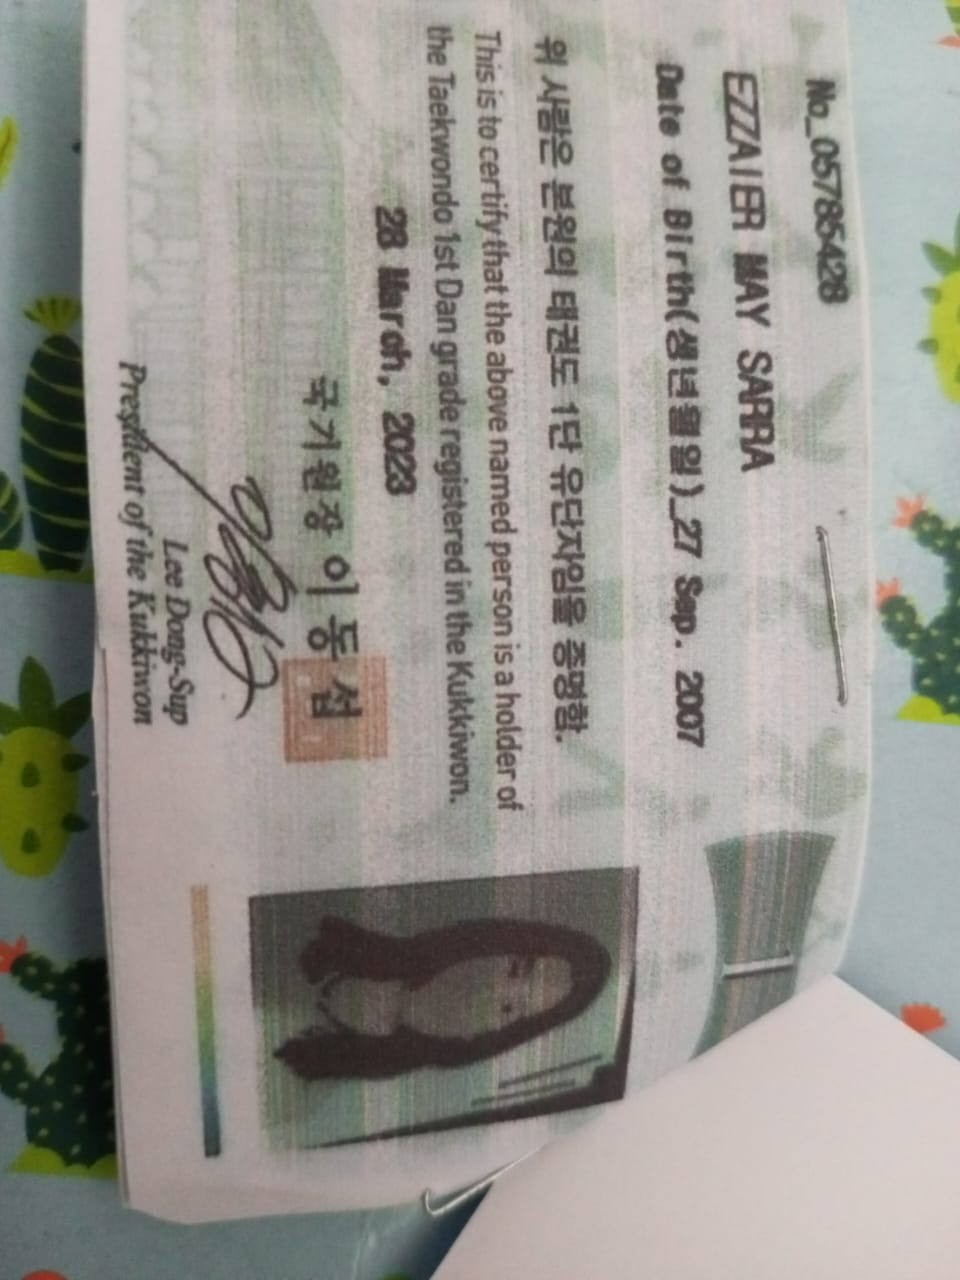 No_05785428
EZZAIER MAY SARRA
Date of Birth(생년월일)_27 Sep. 2007
위 사람은 본원의 태권도 1단 유단자임을 증명함.
This is to certify that the above named person is a holder of
the Taekwondo 1st Dan grade registered in the Kukkiwon.
28 March, 2023
국기원장 이동섭
Lee Dong-Sup
President of the Kukkiwon